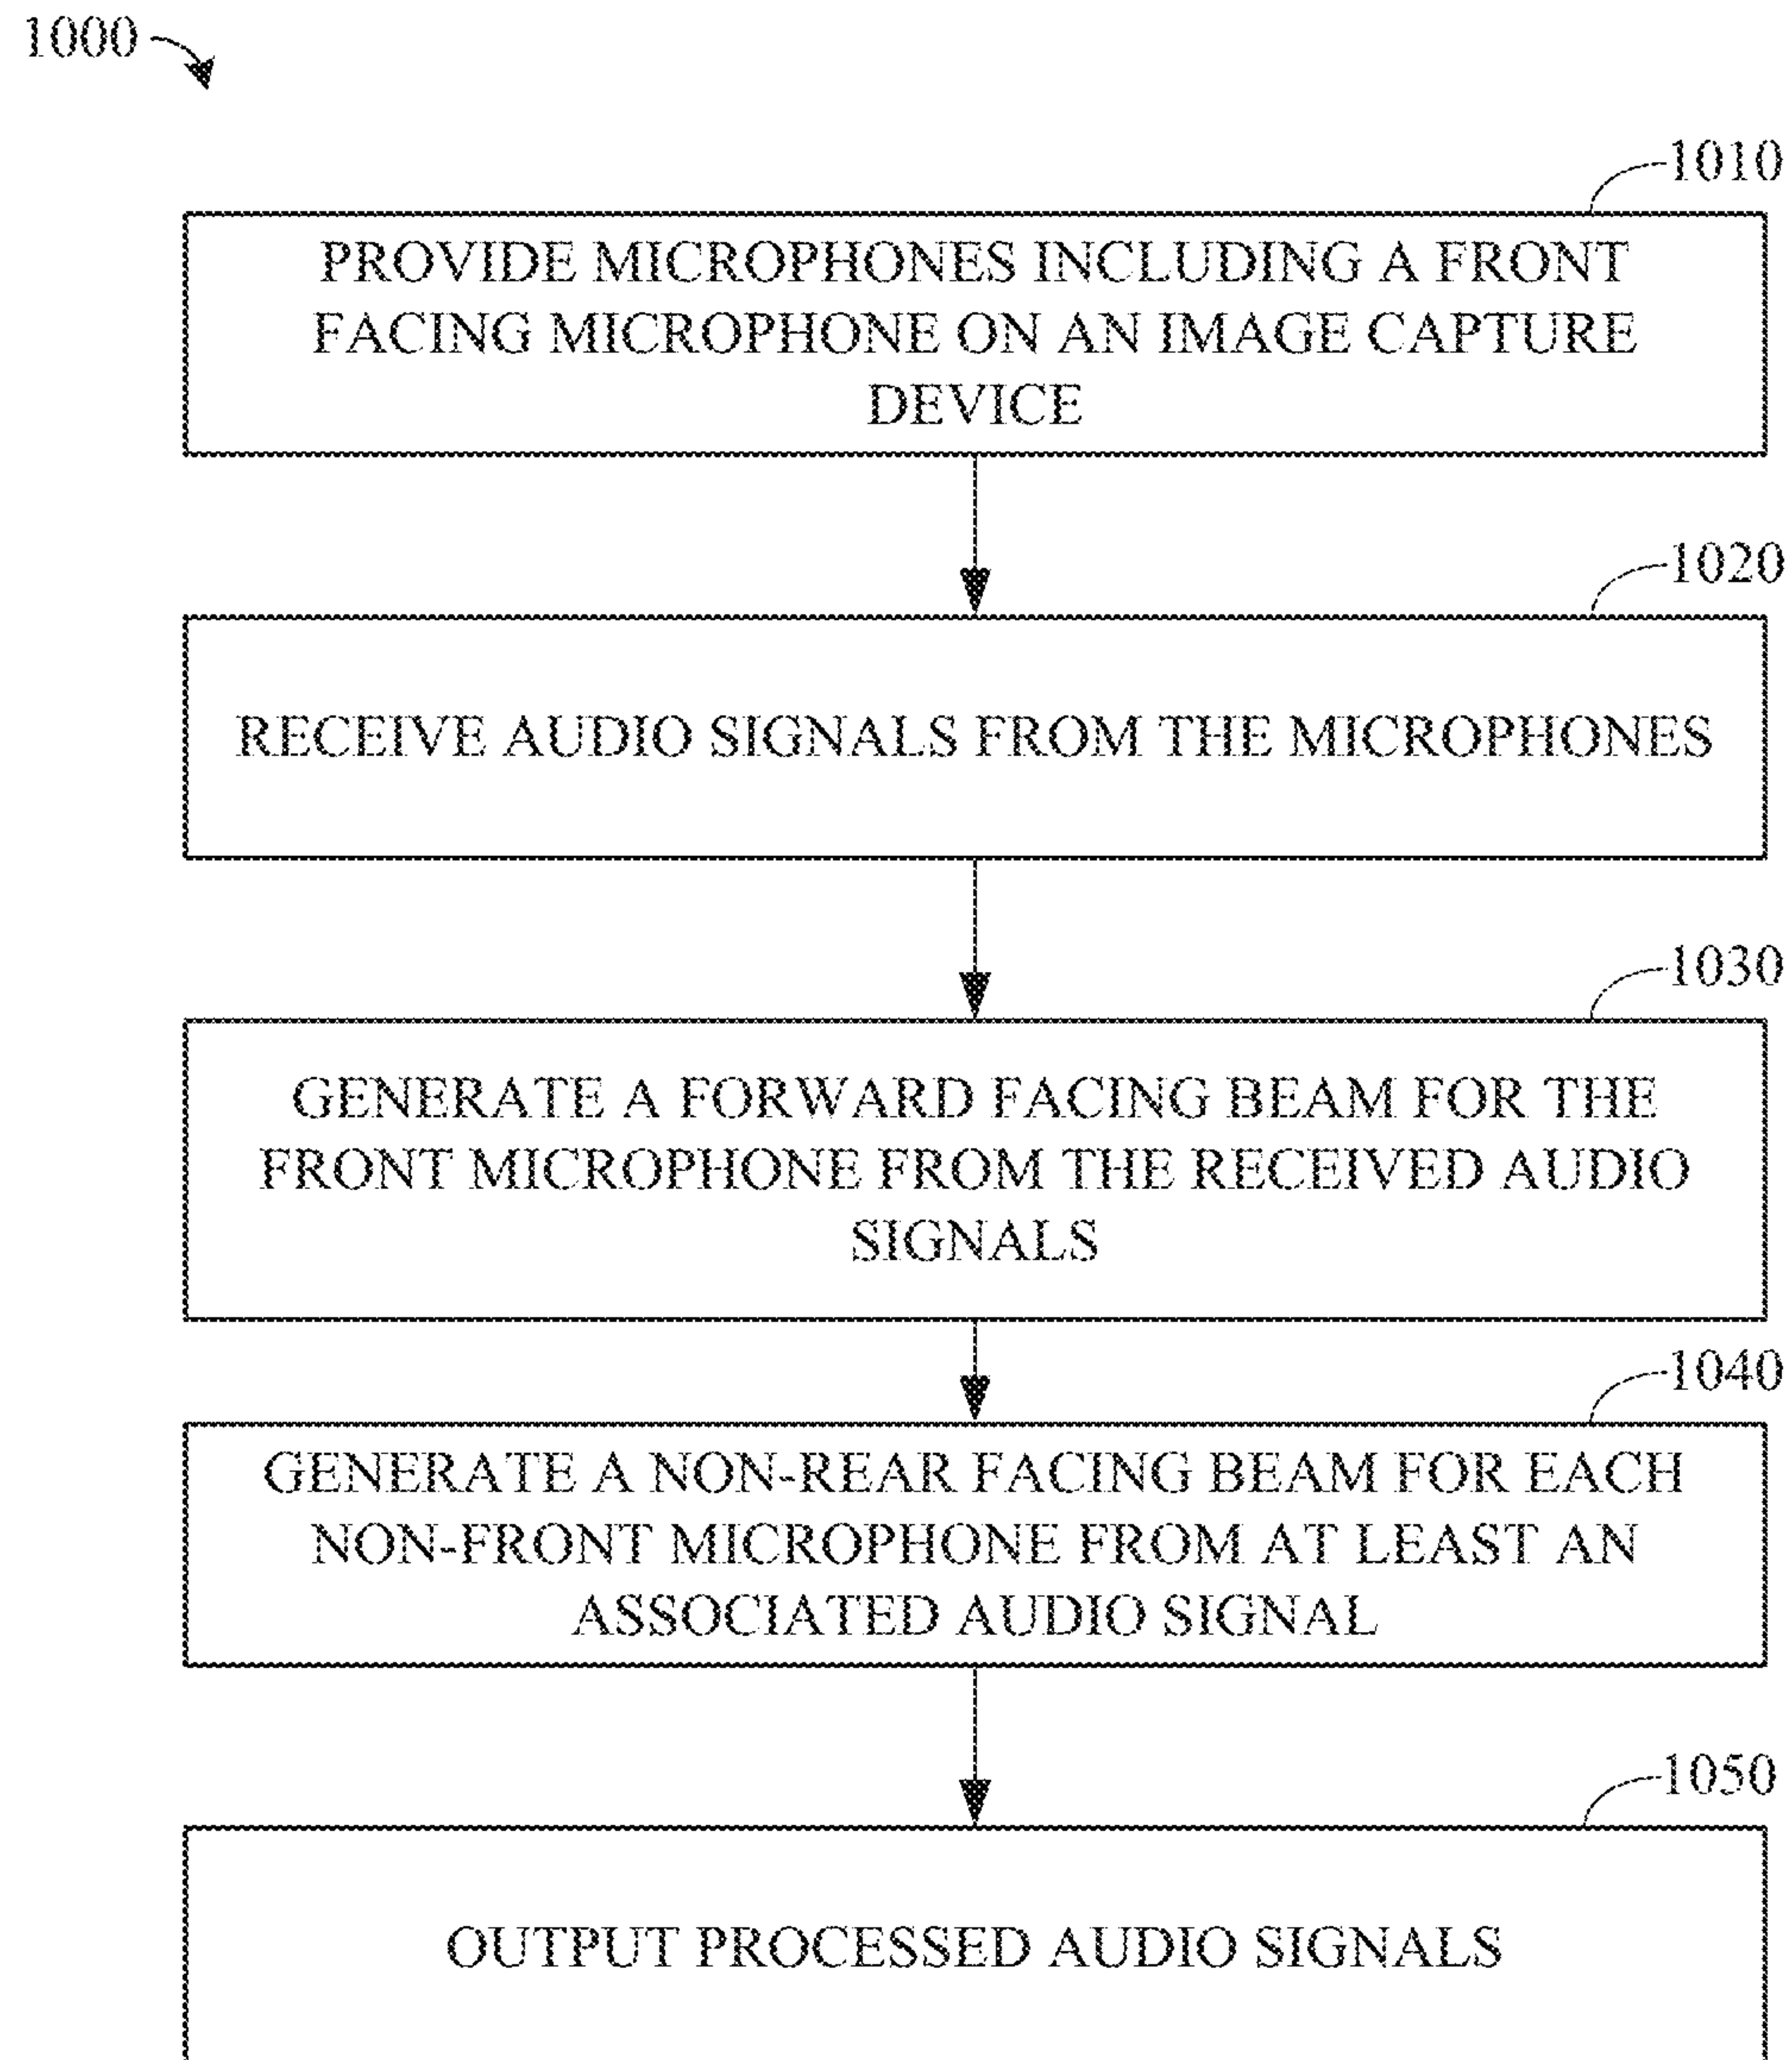 1000
1010
PROVIDE MICROPHONES INCLUDING A FRONT
FACING MICROPHONE ON AN IMAGE CAPTURE
DEVICE
1020
RECEIVE AUDIO SIGNALS FROM THE MICROPHONES
1030
GENERATE A FORWARD FACING BEAM FOR THE
FRONT MICROPHONE FROM THE RECEIVED AUDIO
SIGNALS
1040
GENERATE A NON-REAR FACING BEAM FOR EACH
NON-FRONT MICROPHONE FROM AT LEAST AN
ASSOCIATED AUDIO SIGNAL
1050
OUTPUT PROCESSED AUDIO SIGNALS